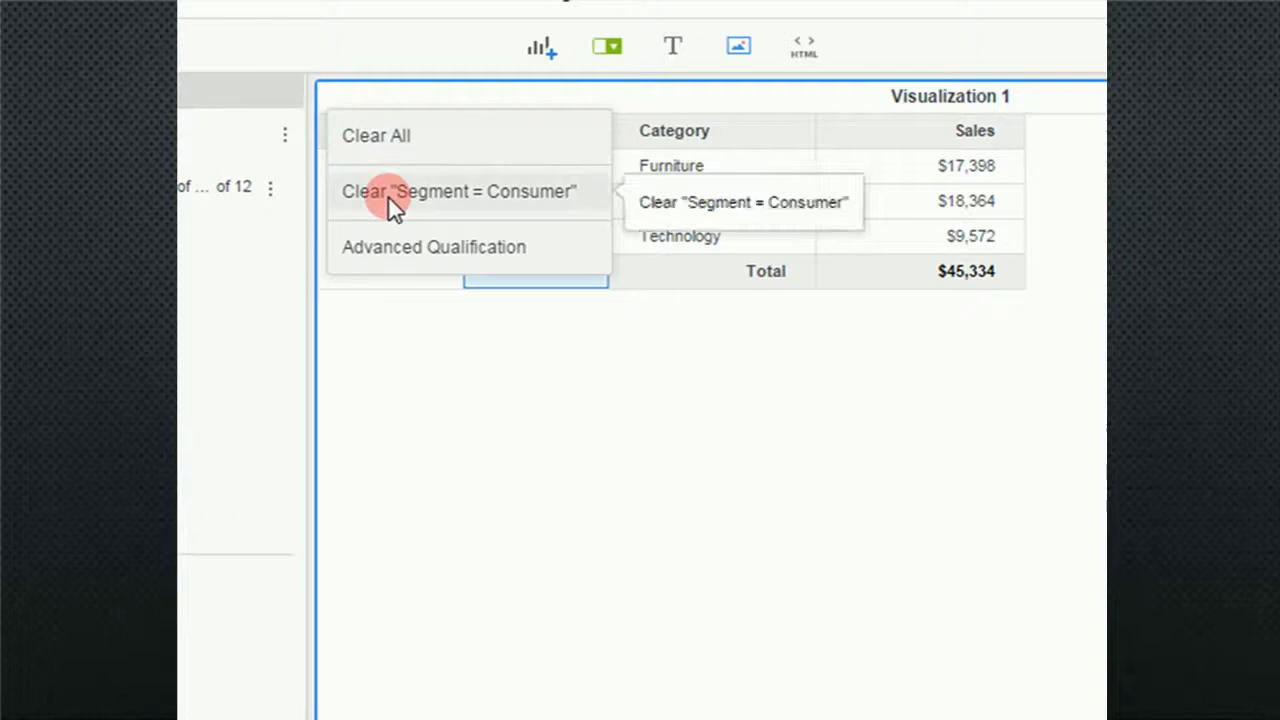 HTML
Visualization 1
Clear All
Category Sales
Furniture $17,398
of ... of 12
Clear "Segment = Consumer"
Clear "Segment = Consumer"
$18,364
Technology $9,572
Advanced Qualification
Total $45,334